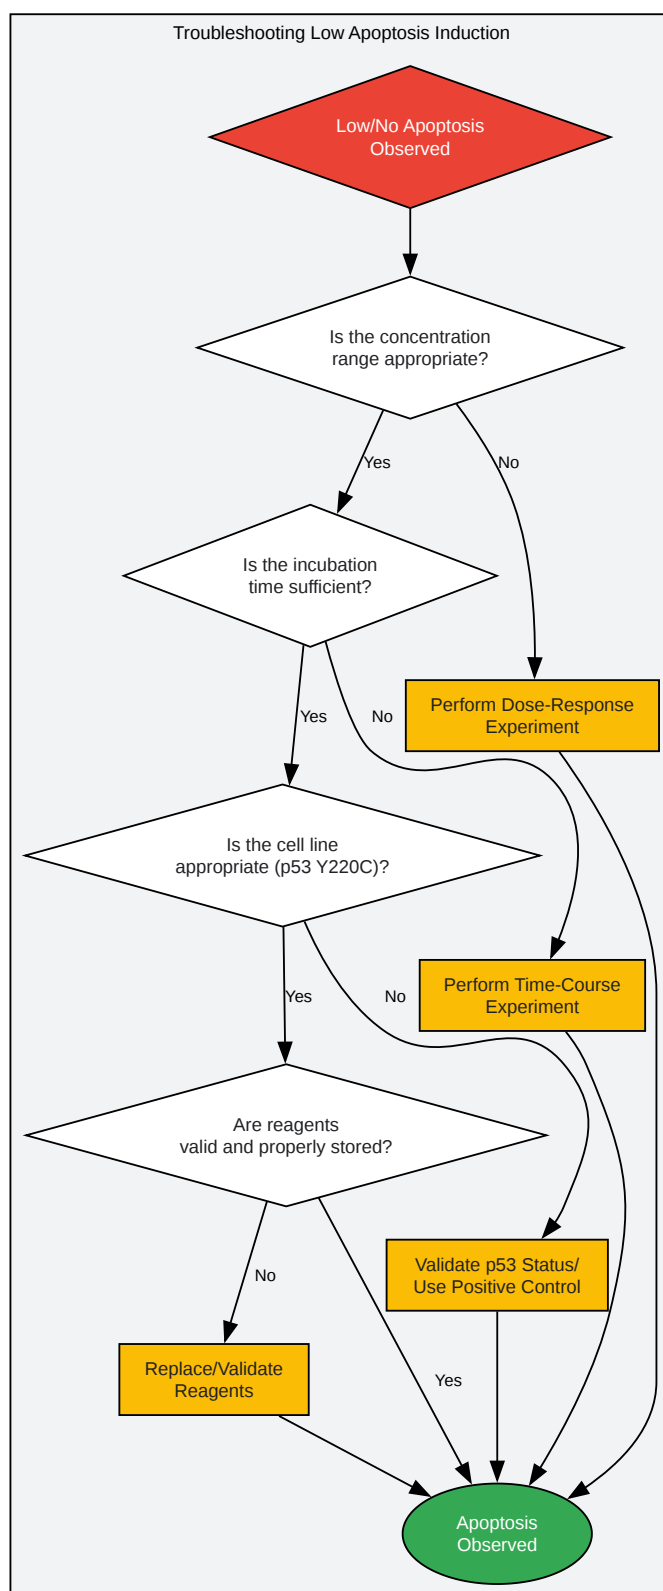 Troubleshooting Low Apoptosis Induction
Low/No Apoptosis
Observed
Is the concentration
range appropriate?
Yes
No
Is the incubation
time sufficient?
Yes
No
Perform Dose-Response
Experiment
Is the cell line
appropriate (p53 Y220C)?
Yes
No
Perform Time-Course
Experiment
Are reagents
valid and properly stored?
No
Validate p53 Status/
Use Positive Control
Replace/Validate
Reagents
Yes
Apoptosis
Observed